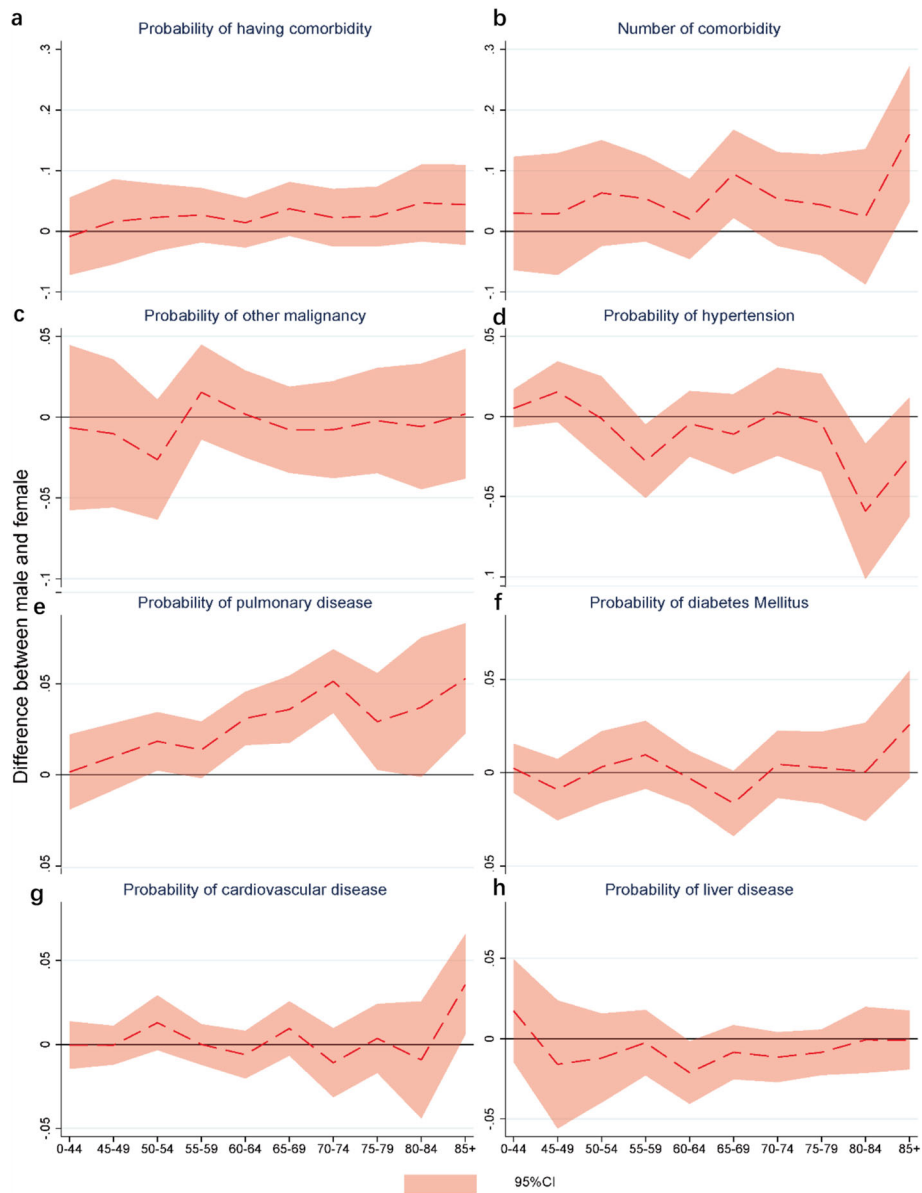 a
Probability of having comorbidity
.3
.2
.1
0
-.1
b
Number of comorbidity
.3
.2
.1
0
-.1
c
Probability of other malignancy
.05
0
-.05
-.1
d
Probability of hypertension
.05
0
-.05
.1
Difference between male and female
e
Probability of pulmonary disease
.05
0
.05
f
Probability of diabetes Mellitus
.05
0
.05
g
Probability of cardiovascular disease
.05
0
-.05
0-44 45-49 50-54 55-59 60-64 65-69 70-74 75-79 80-84 85+
h
Probability of liver disease
.05
0
-.05
0-44 45-49 50-54 55-59 60-64 65-69 70-74 75-79 80-84 85+
95%CI